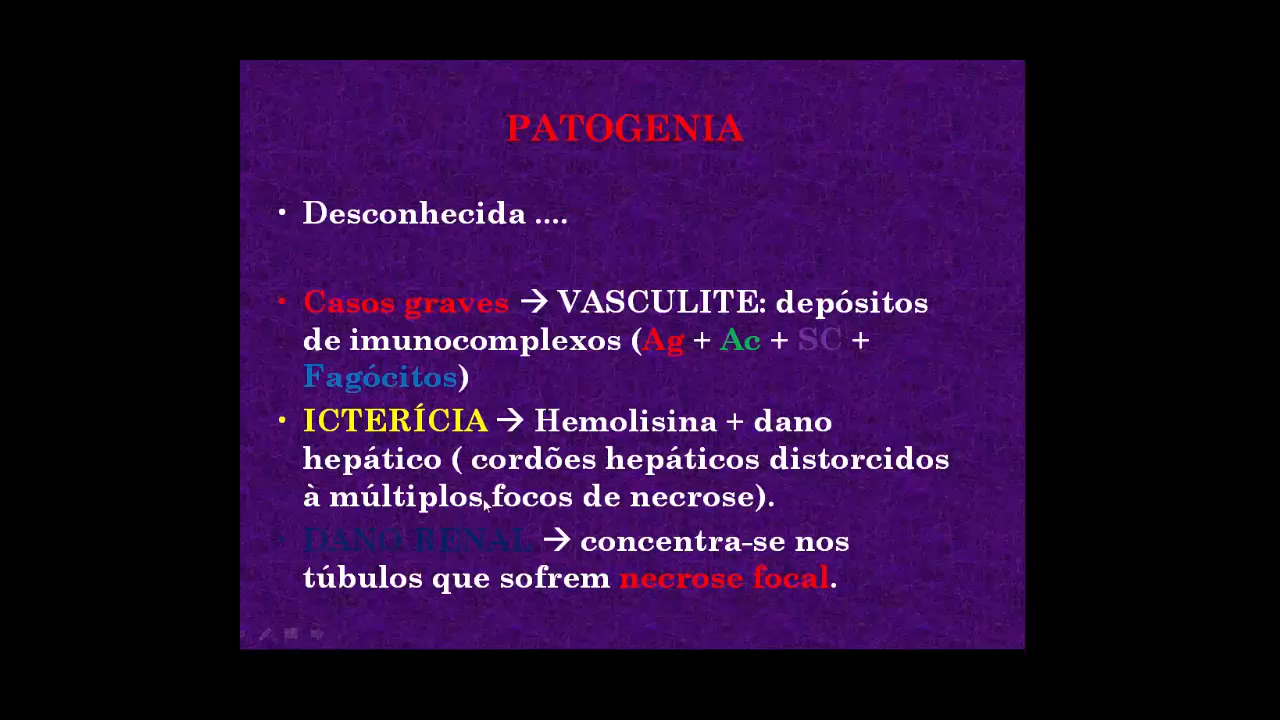 PATOGENIA
• Desconhecida ....
• Casos graves → VASCULITE: depósitos
de imunocomplexos (Ag + Ac + SC +
Fagócitos)
• ICTERÍCIA → Hemolisina + dano
hepático ( cordões hepáticos distorcidos
à múltiplos focos de necrose).
• DANO RENAL → concentra-se nos
túbulos que sofrem necrose focal.